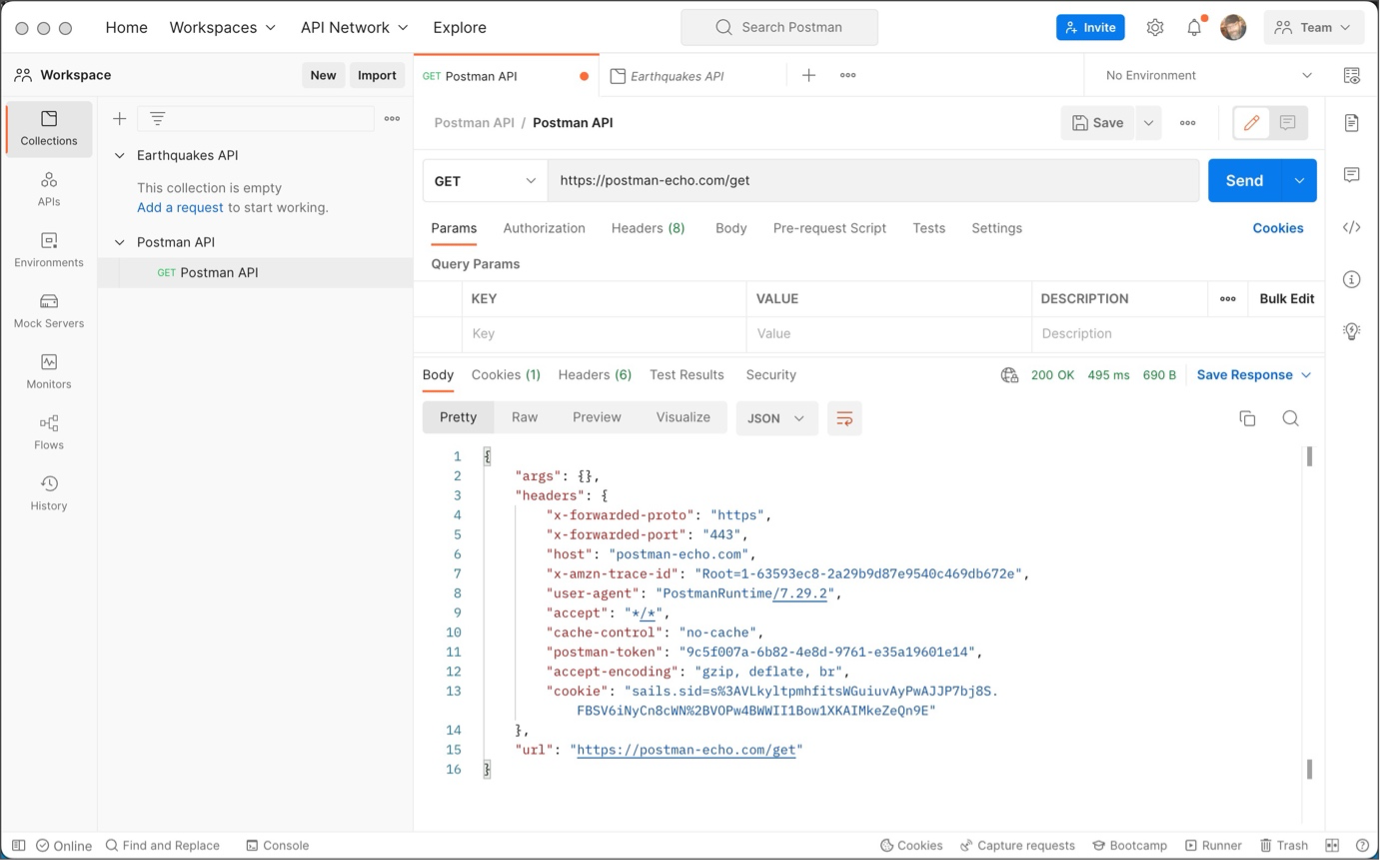 Home Workspaces API Network Explore Search Postman Invite Team
Workspace New Import GET Postman API Earthquakes API No Environment
Collections
APIs
Environments
Mock Servers
Monitors
Flows
History
Earthquakes API
This collection is empty
Add a request to start working.
Postman API
GET Postman API
Postman API / Postman API Save
GET https://postman-echo.com/get Send
Params Authorization Headers (8) Body Pre-request Script Tests Settings Cookies
Query Params
KEY VALUE DESCRIPTION Bulk Edit
Key Value Description
Body Cookies (1) Headers (6) Test Results Security 200 OK 495 ms 690 B Save Response
Pretty Raw Preview Visualize JSON
1 {
2 "args": {},
3 "headers": {
4 "x-forwarded-proto": "https",
5 "x-forwarded-port": "443",
6 "host": "postman-echo.com",
7 "x-amzn-trace-id": "Root=1-63593ec8-2a29b9d87e9540c469db672e",
8 "user-agent": "PostmanRuntime/7.29.2",
9 "accept": "*/*",
10 "cache-control": "no-cache",
11 "postman-token": "9c5f007a-6b82-4e8d-9761-e35a19601e14",
12 "accept-encoding": "gzip, deflate, br",
13 "cookie": "sails.sid=s%3AVLkyltpmhfitsWGuiuvAyPwAJJP7bj8S.
FBSV6iNyCn8cWN%2BVOPw4BWWII1Bow1XKAIMkeZeQn9E"
14 },
15 "url": "https://postman-echo.com/get"
16 }
Online Find and Replace Console Cookies Capture requests Bootcamp Runner Trash